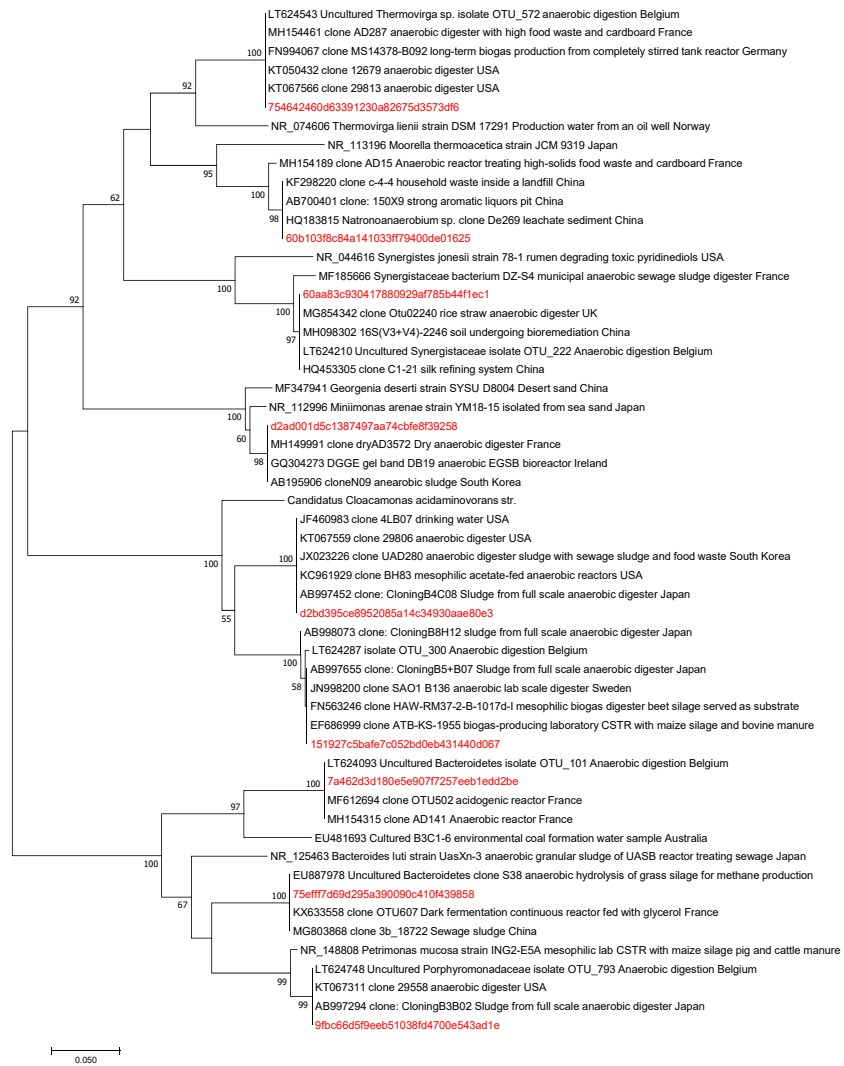 LT624543 Uncultured Thermovirga sp. isolate OTU_572 anaerobic digestion Belgium
MH154461 clone AD287 anaerobic digester with high food waste and cardboard France
FN994067 clone MS14378-B092 long-term biogas production from completely stirred tank reactor Germany
100
KT050432 clone 12679 anaerobic digester USA
KT067566 clone 29813 anaerobic digester USA
92
754642460d63391230a82675d3573df6
NR_074606 Thermovirga lienii strain DSM 17291 Production water from an oil well Norway
NR_113196 Moorella thermoacetica strain JCM 9319 Japan
MH154189 clone AD15 Anaerobic reactor treating high-solids food waste and cardboard France
95
KF298220 clone c-4-4 household waste inside a landfill China
100
62
AB700401 clone: 150X9 strong aromatic liquors pit China
98
HQ183815 Natronoanaerobium sp. clone De269 leachate sediment China
60b103f8c84a141033ff79400de01625
NR_044616 Synergistes jonesii strain 78-1 rumen degrading toxic pyridinediols USA
MF185666 Synergistaceae bacterium DZ-S4 municipal anaerobic sewage sludge digester France
100
60aa83c930417880929af785b44f1ec1
92
100
MG854342 clone Otu02240 rice straw anaerobic digester UK
97
MH098302 16S(V3+V4)-2246 soil undergoing bioremediation China
LT624210 Uncultured Synergistaceae isolate OTU_222 Anaerobic digestion Belgium
HQ453305 clone C1-21 silk refining system China
MF347941 Georgenia deserti strain SYSU D8004 Desert sand China
NR_112996 Miniimonas arenae strain YM18-15 isolated from sea sand Japan
100
d2ad001d5c1387497aa74cbfe8f39258
60
MH149991 clone dryAD3572 Dry anaerobic digester France
98
GQ304273 DGGE gel band DB19 anaerobic EGSB bioreactor Ireland
AB195906 cloneN09 anearobic sludge South Korea
Candidatus Cloacamonas acidaminovorans str.
JF460983 clone 4LB07 drinking water USA
KT067559 clone 29806 anaerobic digester USA
100
100
JX023226 clone UAD280 anaerobic digester sludge with sewage sludge and food waste South Korea
KC961929 clone BH83 mesophilic acetate-fed anaerobic reactors USA
AB997452 clone: CloningB4C08 Sludge from full scale anaerobic digester Japan
55
d2bd395ce8952085a14c34930aae80e3
AB998073 clone: CloningB8H12 sludge from full scale anaerobic digester Japan
LT624287 isolate OTU_300 Anaerobic digestion Belgium
100
AB997655 clone: CloningB5+B07 Sludge from full scale anaerobic digester Japan
58
JN998200 clone SAO1 B136 anaerobic lab scale digester Sweden
FN563246 clone HAW-RM37-2-B-1017d-I mesophilic biogas digester beet silage served as substrate
EF686999 clone ATB-KS-1955 biogas-producing laboratory CSTR with maize silage and bovine manure
151927c5bafe7c052bd0eb431440d067
LT624093 Uncultured Bacteroidetes isolate OTU_101 Anaerobic digestion Belgium
100
7a462d3d180e5e907f7257eeb1edd2be
97
MF612694 clone OTU502 acidogenic reactor France
MH154315 clone AD141 Anaerobic reactor France
EU481693 Cultured B3C1-6 environmental coal formation water sample Australia
100
NR_125463 Bacteroides luti strain UasXn-3 anaerobic granular sludge of UASB reactor treating sewage Japan
EU887978 Uncultured Bacteroidetes clone S38 anaerobic hydrolysis of grass silage for methane production
100
75efff7d69d295a390090c410f439858
67
KX633558 clone OTU607 Dark fermentation continuous reactor fed with glycerol France
MG803868 clone 3b_18722 Sewage sludge China
NR_148808 Petrimonas mucosa strain ING2-E5A mesophilic lab CSTR with maize silage pig and cattle manure
LT624748 Uncultured Porphyromonadaceae isolate OTU_793 Anaerobic digestion Belgium
99
KT067311 clone 29558 anaerobic digester USA
99
AB997294 clone: CloningB3B02 Sludge from full scale anaerobic digester Japan
9fbc66d5f9eeb51038fd4700e543ad1e
0.050